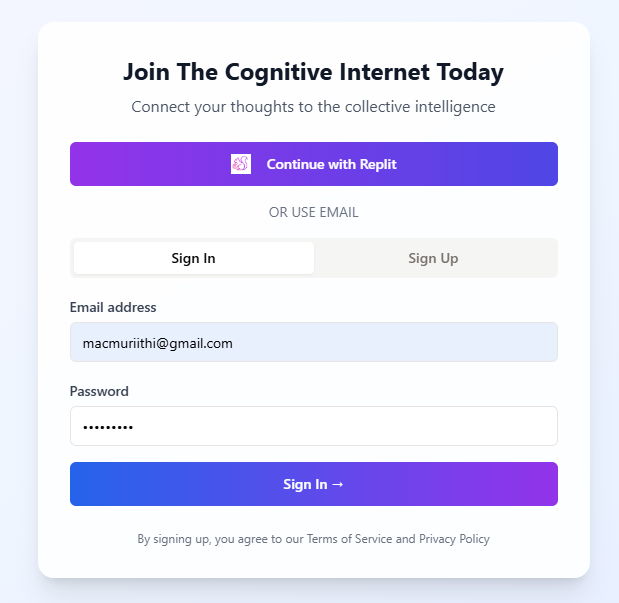 Join The Cognitive Internet Today
Connect your thoughts to the collective intelligence
Continue with Replit
OR USE EMAIL
Sign In
Sign Up
Email address
macmuriithi@gmail.com
Password
•••••••••
Sign In →
By signing up, you agree to our Terms of Service and Privacy Policy